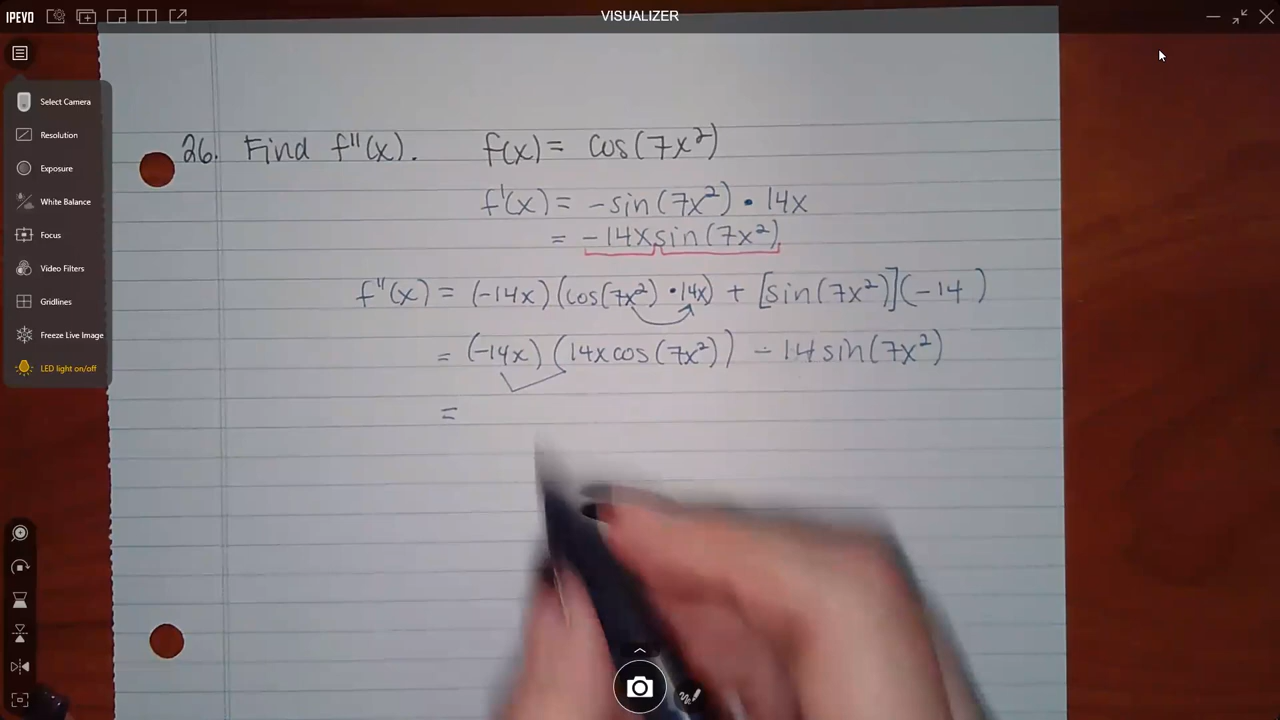 IPEVO
VISUALIZER
Select Camera
Resolution
Exposure
White Balance
Focus
Video Filters
Gridlines
Freeze Live Image
LED light on/off
26. Find f"(x). f(x) = cos(7x²)
f'(x) = -sin(7x²) • 14x
= -14x sin(7x²)
f"(x) = (-14x)(cos(7x²) • 14x) + [sin(7x²)](-14 )
= (-14x) (14x cos(7x²)) - 14 sin(7x²)
=